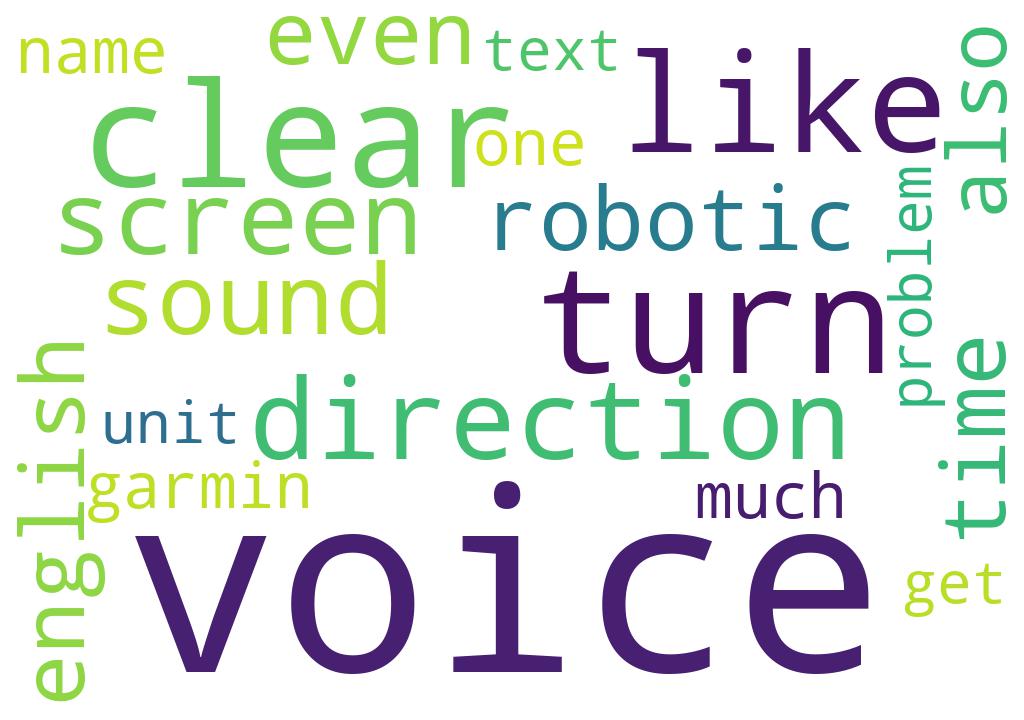 name
even
text
like
also
clear
one
screen
robotic
problem
sound
turn
time
english
unit
direction
garmin
much
voice
get